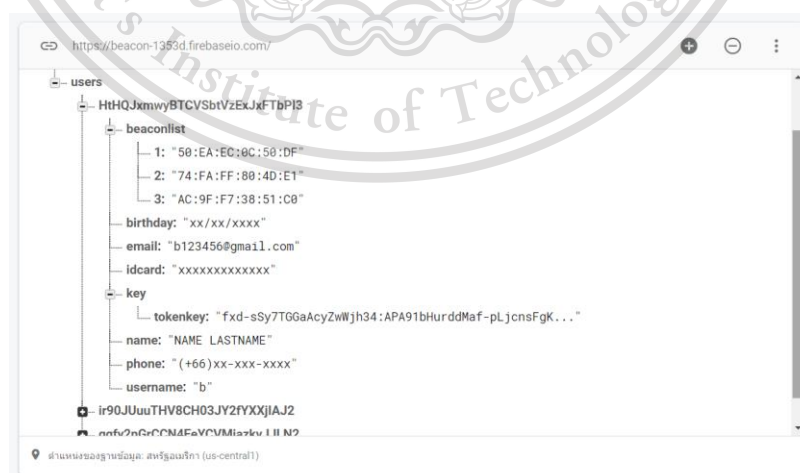 s Institute of Technolog
https://beacon-1353d.firebaseio.com/
users
HtHQJxmwyBTCVSbtVzExJxFTbPl3
beaconlist
1: "50:EA:EC:0C:50:DF"
2: "74:FA:FF:80:4D:E1"
3: "AC:9F:F7:38:51:C0"
birthday: "xx/xx/xxxx"
email: "b123456@gmail.com"
idcard: "xxxxxxxxxxxxx"
key
tokenkey: "fxd-sSy7TGGaAcyZwWjh34:APA91bHurddMaf-pLjcnsFgK..."
name: "NAME LASTNAME"
phone: "(+66)xx-xxx-xxxx"
username: "b"
ir90JUuuTHV8CH03JY2fYXXjIAJ2
ตำแหน่งของฐานข้อมูล: สหรัฐอเมริกา (us-central1)